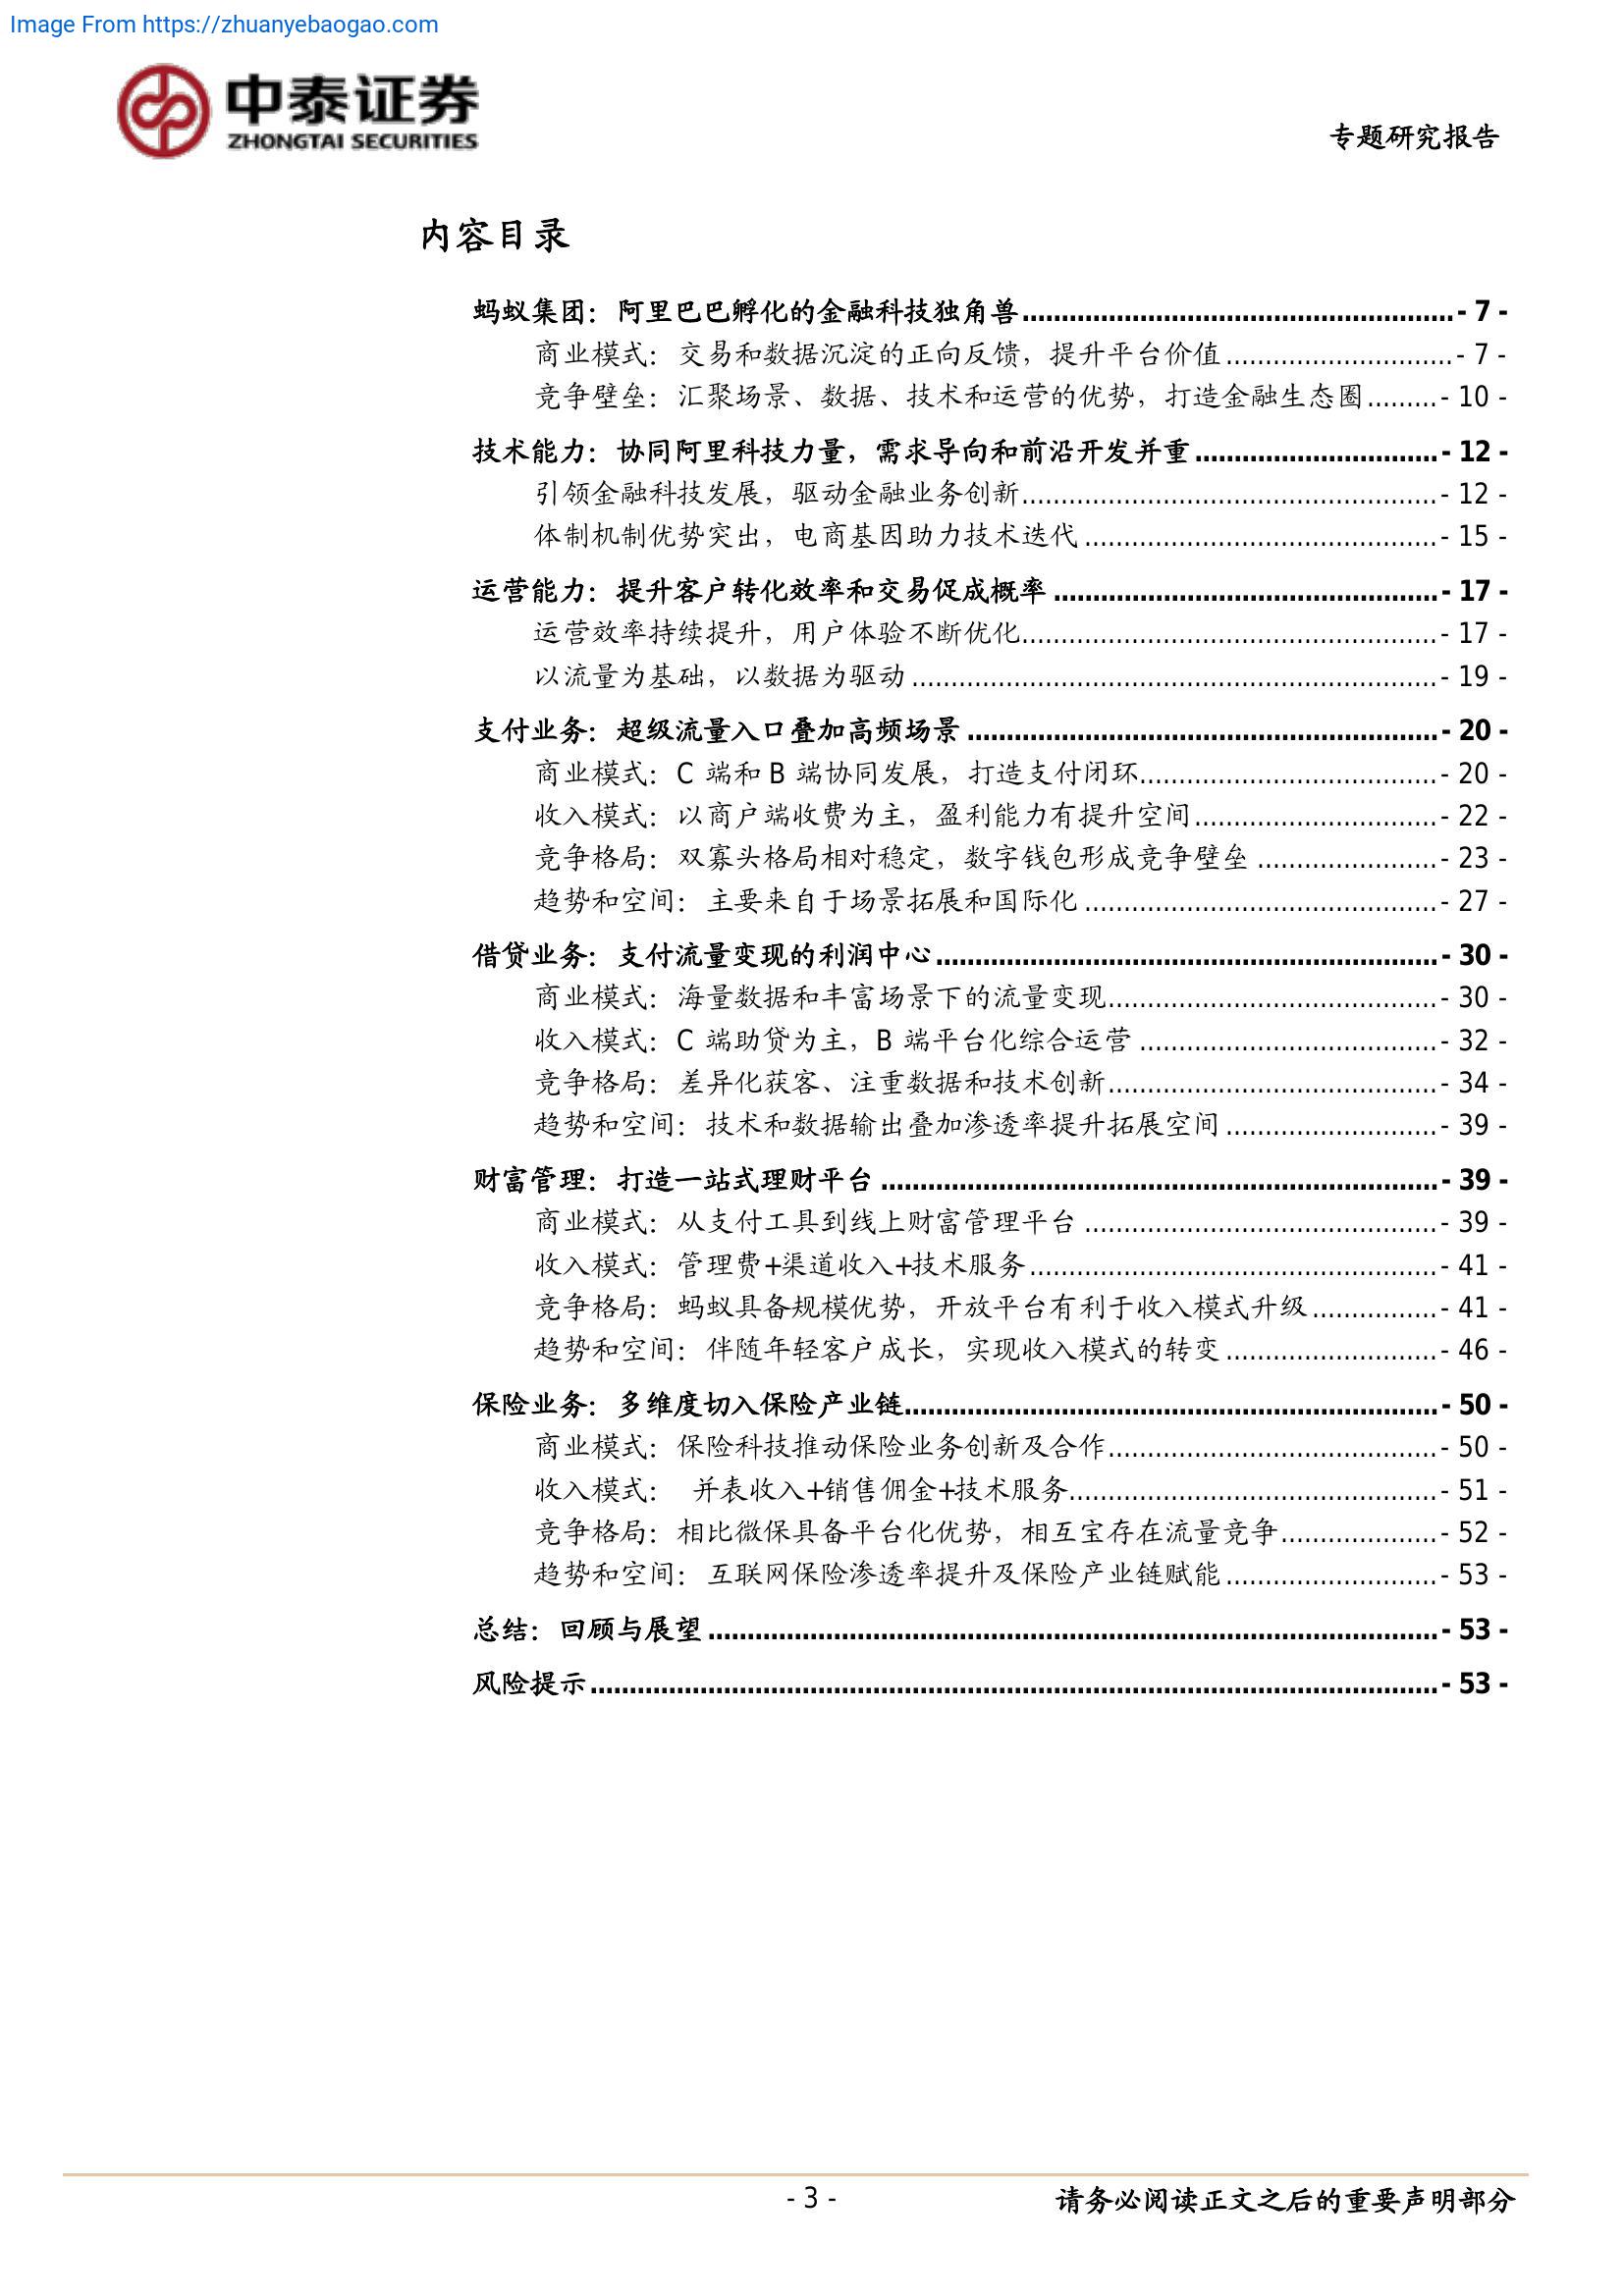 Image From https://zhuanyebaogao.com
中泰证券
ZHONGTAI SECURITIES
专题研究报告
内容目录
蚂蚁集团：阿里巴巴孵化的金融科技独角兽.......................................................- 7 -
商业模式：交易和数据沉淀的正向反馈，提升平台价值.............................- 7 -
竞争壁垒：汇聚场景、数据、技术和运营的优势，打造金融生态圈.........- 10 -
技术能力：协同阿里科技力量，需求导向和前沿开发并重...............................- 12 -
引领金融科技发展，驱动金融业务创新.....................................................- 12 -
体制机制优势突出，电商基因助力技术迭代.............................................- 15 -
运营能力：提升客户转化效率和交易促成概率.................................................- 17 -
运营效率持续提升，用户体验不断优化.....................................................- 17 -
以流量为基础，以数据为驱动...................................................................- 19 -
支付业务：超级流量入口叠加高频场景............................................................- 20 -
商业模式：C 端和 B 端协同发展，打造支付闭环......................................- 20 -
收入模式：以商户端收费为主，盈利能力有提升空间...............................- 22 -
竞争格局：双寡头格局相对稳定，数字钱包形成竞争壁垒.......................- 23 -
趋势和空间：主要来自于场景拓展和国际化.............................................- 27 -
借贷业务：支付流量变现的利润中心................................................................- 30 -
商业模式：海量数据和丰富场景下的流量变现..........................................- 30 -
收入模式：C 端助贷为主，B 端平台化综合运营......................................- 32 -
竞争格局：差异化获客、注重数据和技术创新..........................................- 34 -
趋势和空间：技术和数据输出叠加渗透率提升拓展空间...........................- 39 -
财富管理：打造一站式理财平台.......................................................................- 39 -
商业模式：从支付工具到线上财富管理平台.............................................- 39 -
收入模式：管理费+渠道收入+技术服务....................................................- 41 -
竞争格局：蚂蚁具备规模优势，开放平台有利于收入模式升级................- 41 -
趋势和空间：伴随年轻客户成长，实现收入模式的转变...........................- 46 -
保险业务：多维度切入保险产业链....................................................................- 50 -
商业模式：保险科技推动保险业务创新及合作..........................................- 50 -
收入模式： 并表收入+销售佣金+技术服务...............................................- 51 -
竞争格局：相比微保具备平台化优势，相互宝存在流量竞争....................- 52 -
趋势和空间：互联网保险渗透率提升及保险产业链赋能...........................- 53 -
总结：回顾与展望.............................................................................................- 53 -
风险提示............................................................................................................- 53 -
- 3 -
请务必阅读正文之后的重要声明部分